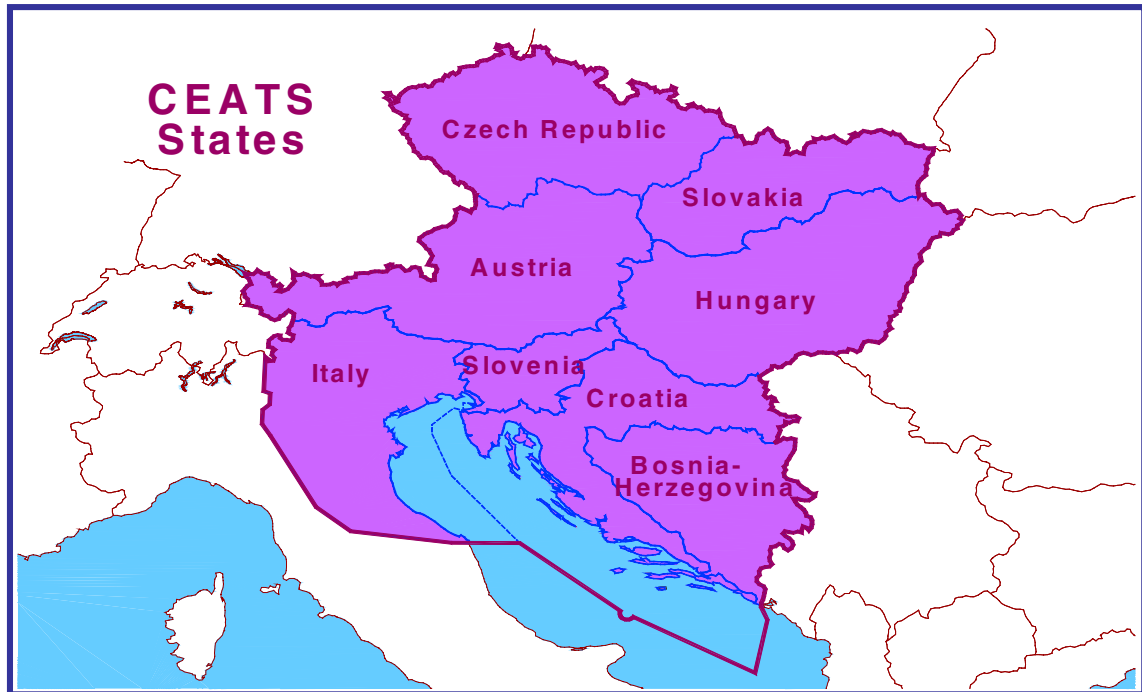 CEATS
States
Czech Republic
Slovakia
Austria
Hungary
Italy
Slovenia
Croatia
Bosnia-
Herzegovina